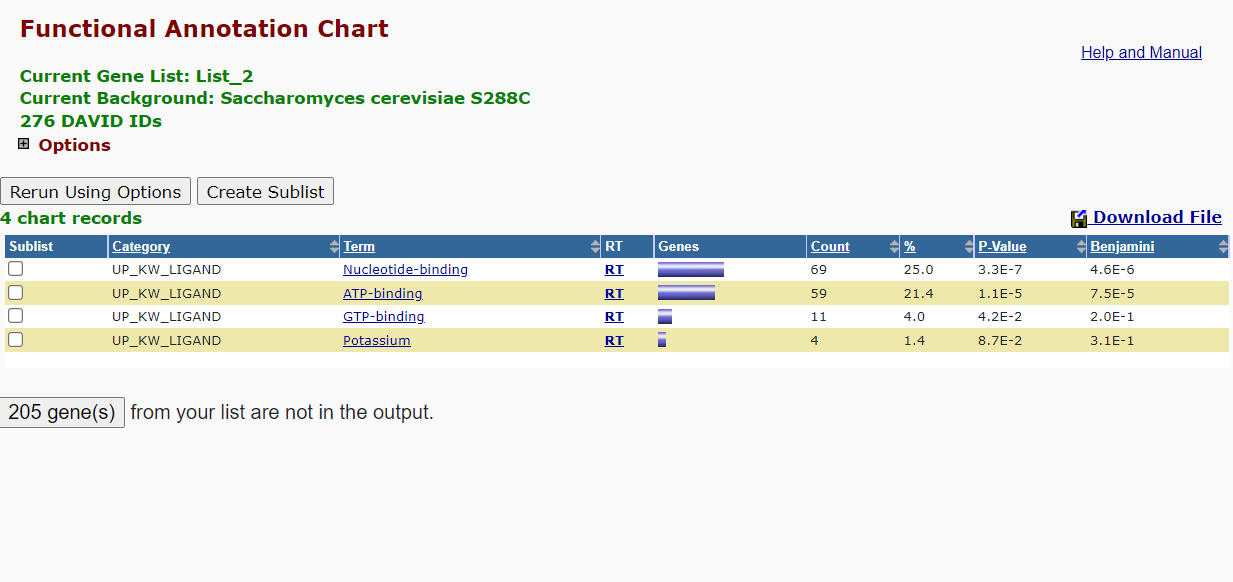 Functional Annotation Chart
Help and Manual
Current Gene List: List_2
Current Background: Saccharomyces cerevisiae S288C
276 DAVID IDs
Options
Rerun Using Options Create Sublist
4 chart records Download File
Sublist Category Term RT Genes Count % P-Value Benjamini
UP_KW_LIGAND Nucleotide-binding RT 69 25.0 3.3E-7 4.6E-6
UP_KW_LIGAND ATP-binding RT 59 21.4 1.1E-5 7.5E-5
UP_KW_LIGAND GTP-binding RT 11 4.0 4.2E-2 2.0E-1
UP_KW_LIGAND Potassium RT 4 1.4 8.7E-2 3.1E-1
205 gene(s) from your list are not in the output.